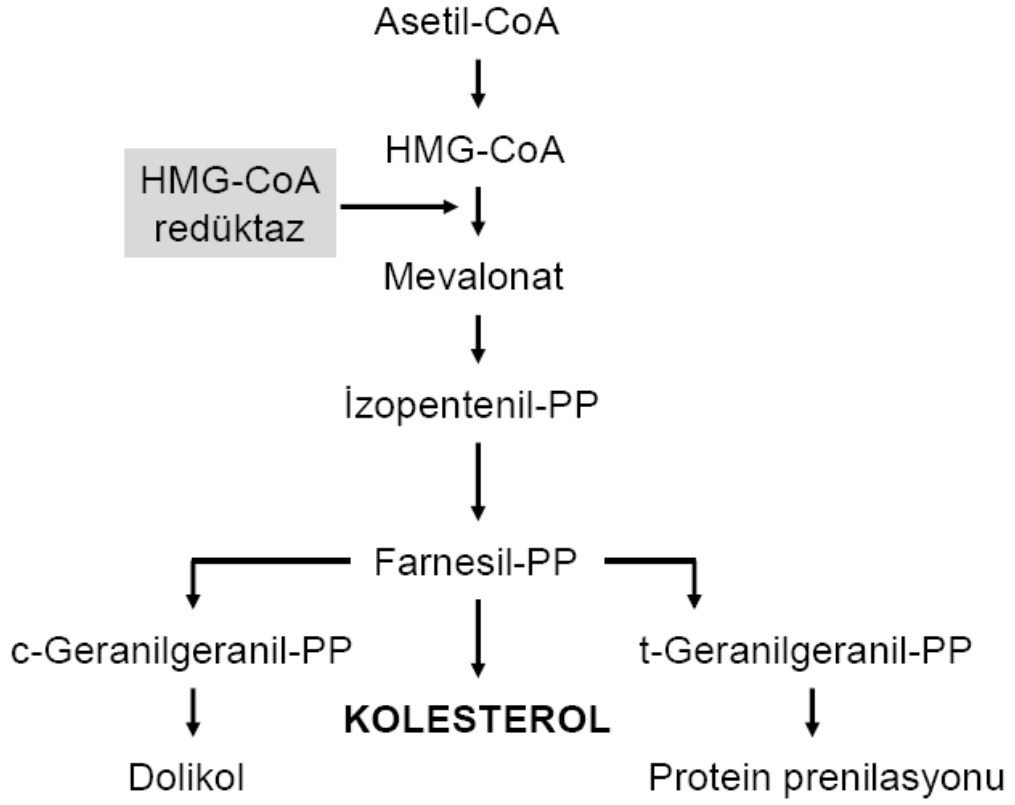 Asetil-CoA
HMG-CoA
HMG-CoA
redüktaz
Mevalonat
İzopentenil-PP
Farnesil-PP
c-Geranilgeranil-PP
t-Geranilgeranil-PP
KOLESTEROL
Dolikol
Protein prenilasyonu